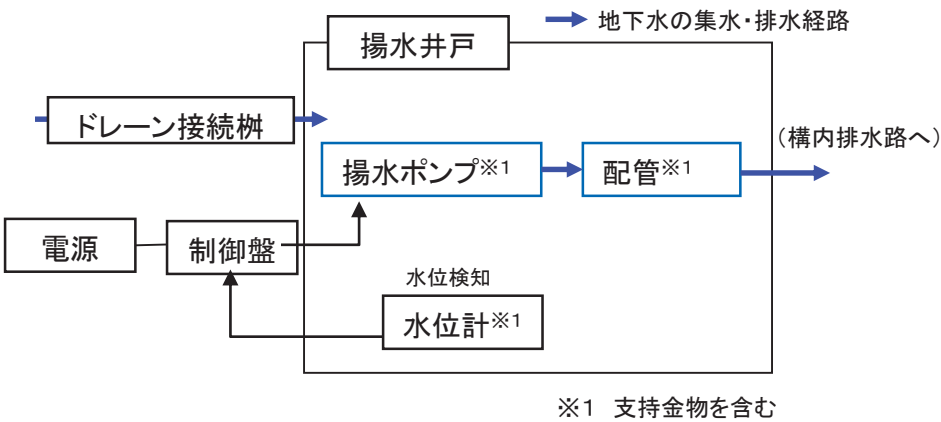 地下水の集水・排水経路
揚水井戸
ドレーン接続桝
(構内排水路へ)
揚水ポンプ※1
配管※1
電源
制御盤
水位検知
水位計※1
※1 支持金物を含む